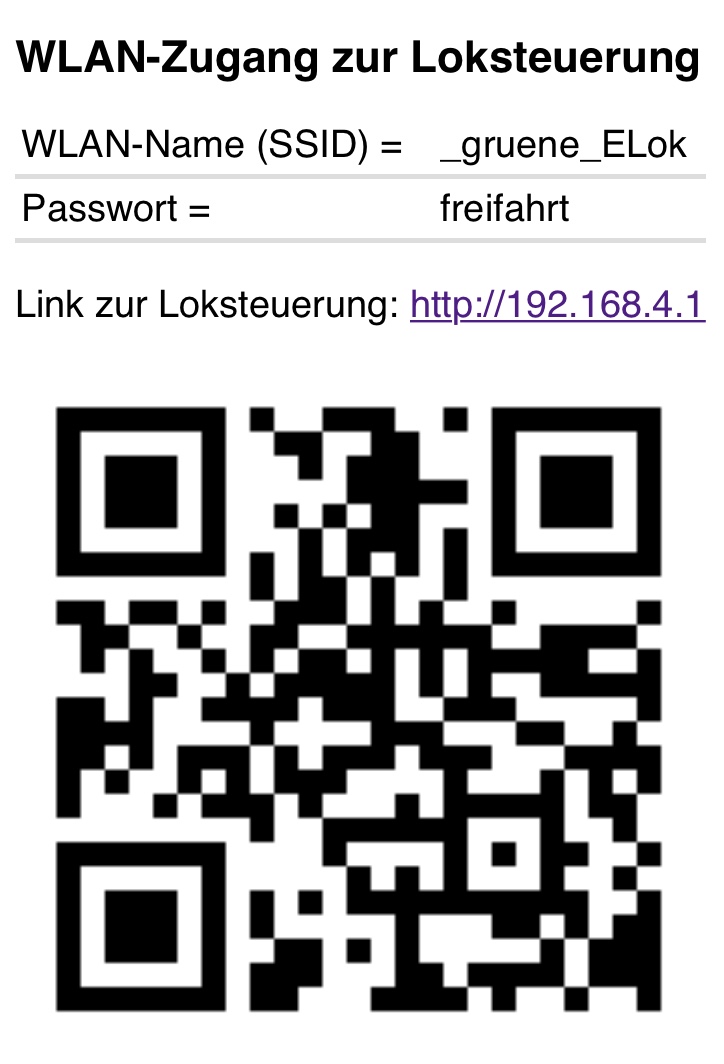 WLAN-Zugang zur Loksteuerung
WLAN-Name (SSID) = _gruene_ELok
Passwort = freifahrt
Link zur Loksteuerung: http://192.168.4.1